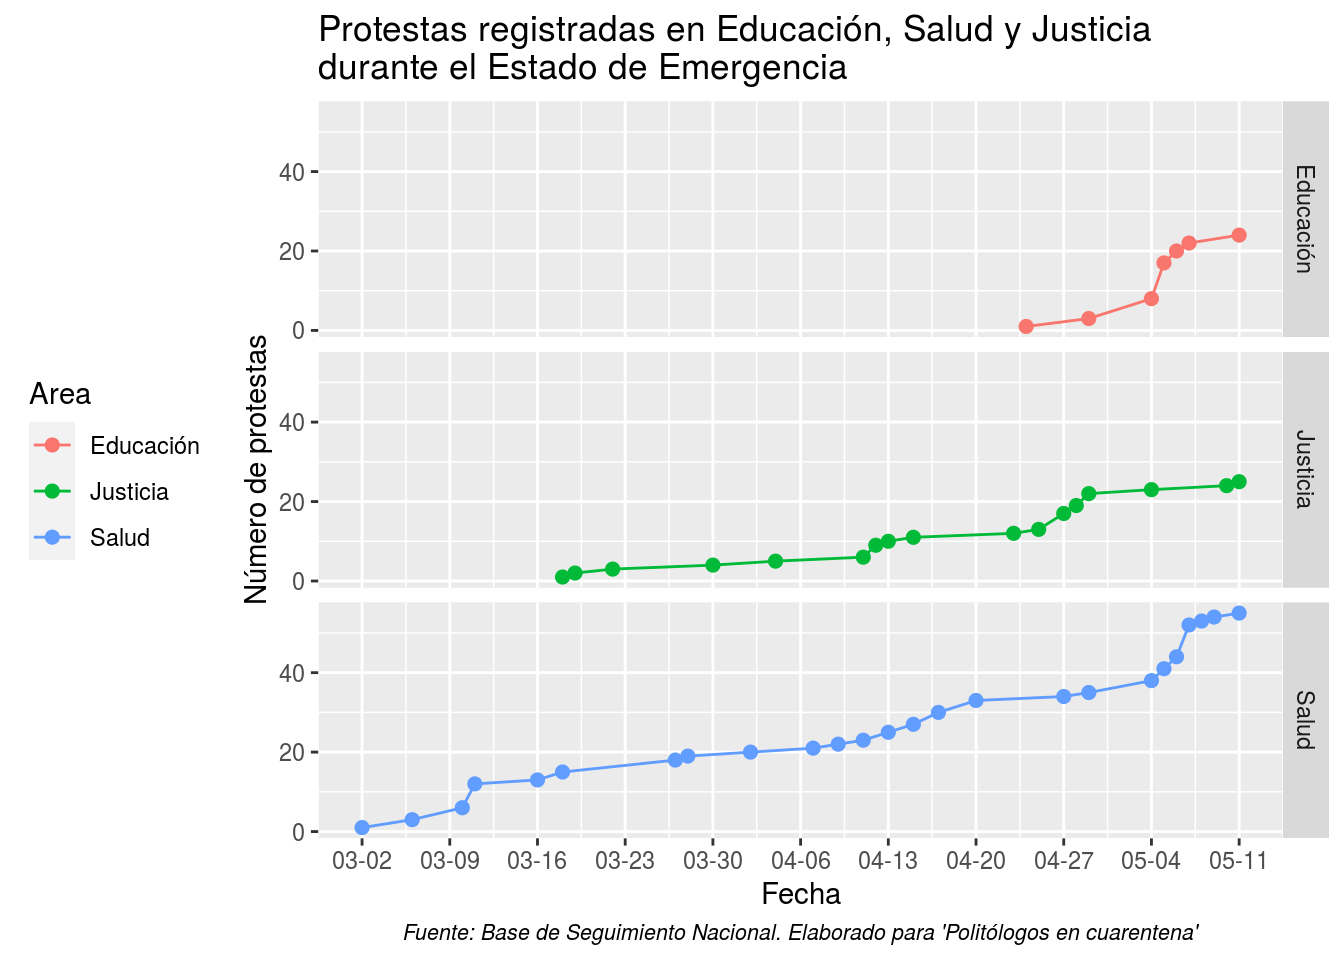 Protestas registradas en Educación, Salud y Justicia
durante el Estado de Emergencia
Area
Educación
Justicia
Salud
Número de protestas
40
20
0
Educación
40
20
0
Justicia
40
20
0
Salud
03-02 03-09 03-16 03-23 03-30 04-06 04-13 04-20 04-27 05-04 05-11
Fecha
Fuente: Base de Seguimiento Nacional. Elaborado para 'Politólogos en cuarentena'